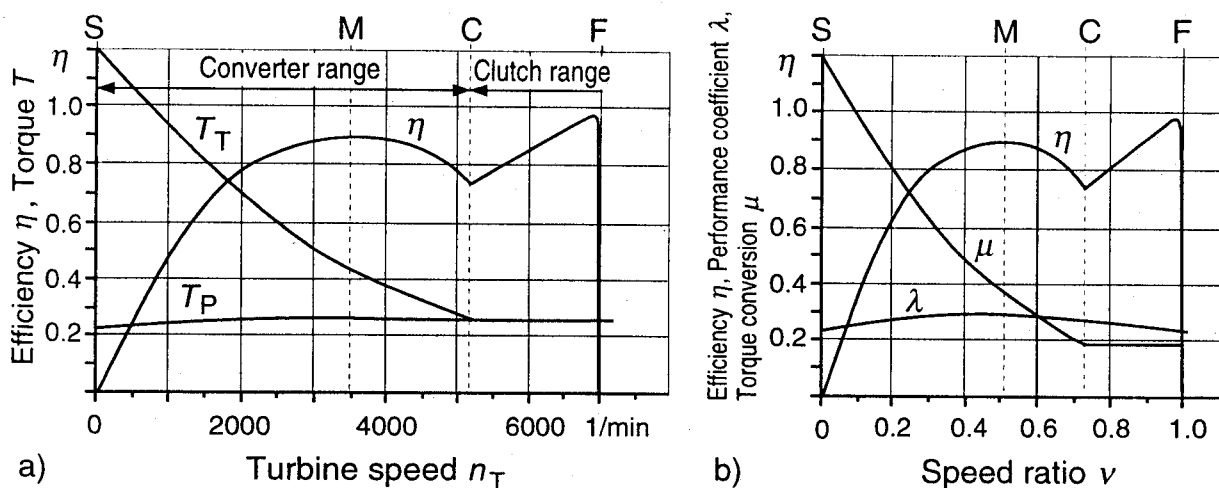 S M C F
η
Converter range Clutch range
1.0
T_T
η
0.8
0.6
0.4
T_P
0.2
0 2000 4000 6000 1/min
Efficiency η, Torque T
a) Turbine speed n_T
S M C F
η
1.0
0.8
η
0.6
μ
0.4
λ
0.2
0 0.2 0.4 0.6 0.8 1.0
Efficiency η, Performance coefficient λ,
Torque conversion μ
b) Speed ratio ν